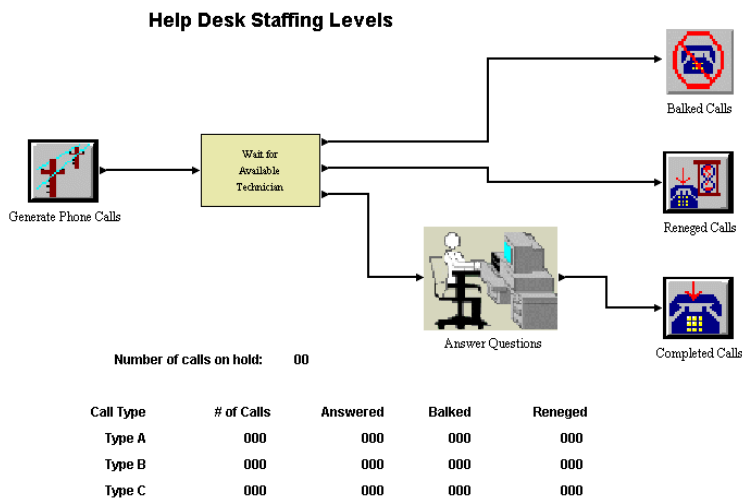 Help Desk Staffing Levels
Balked Calls
Wait for
Available
Technician
Generate Phone Calls
Reneged Calls
Answer Questions
Completed Calls
Number of calls on hold: 00
Call Type # of Calls Answered Balked Reneged
Type A 000 000 000 000
Type B 000 000 000 000
Type C 000 000 000 000